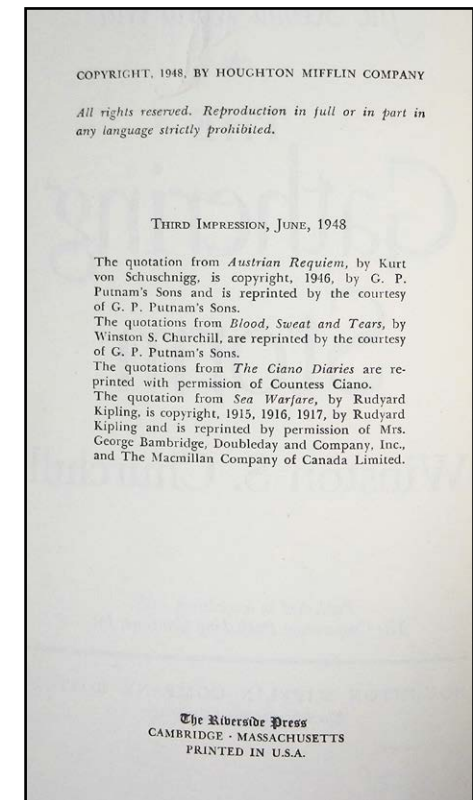 COPYRIGHT, 1948, BY HOUGHTON MIFFLIN COMPANY
All rights reserved. Reproduction in full or in part in
any language strictly prohibited.
THIRD IMPRESSION, JUNE, 1948
The quotation from Austrian Requiem, by Kurt
von Schuschnigg, is copyright, 1946, by G. P.
Putnam's Sons and is reprinted by the courtesy
of G. P. Putnam's Sons.
The quotations from Blood, Sweat and Tears, by
Winston S. Churchill, are reprinted by the courtesy
of G. P. Putnam's Sons.
The quotations from The Ciano Diaries are re-
printed with permission of Countess Ciano.
The quotation from Sea Warfare, by Rudyard
Kipling, is copyright, 1915, 1916, 1917, by Rudyard
Kipling and is reprinted by permission of Mrs.
George Bambridge, Doubleday and Company, Inc.,
and The Macmillan Company of Canada Limited.
The Riverside Press
CAMBRIDGE · MASSACHUSETTS
PRINTED IN U.S.A.